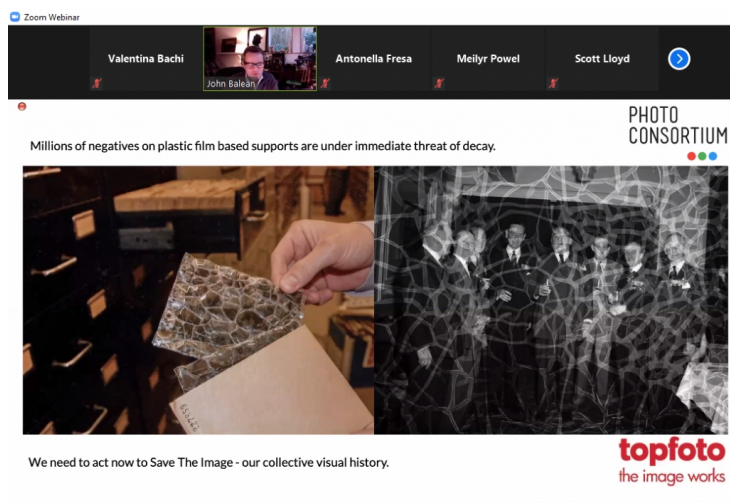 Zoom Webinar
Valentina Bachi
John Balean
Antonella Fresa
Meilyr Powel
Scott Lloyd
PHOTO
CONSORTIUM
Millions of negatives on plastic film based supports are under immediate threat of decay.
We need to act now to Save The Image - our collective visual history.
topfoto
the image works